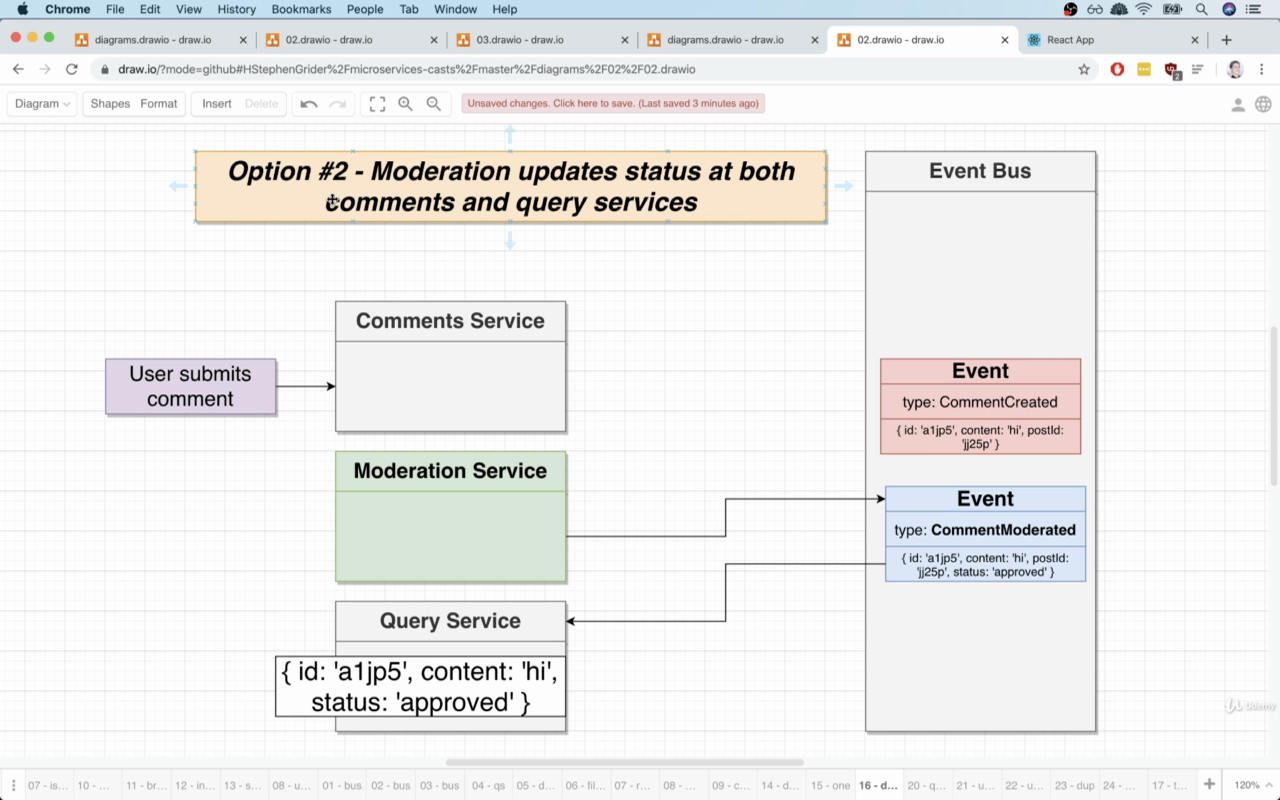 Chrome File Edit View History Bookmarks People Tab Window Help
diagrams.drawio - draw.io
02.drawio - draw.io
03.drawio - draw.io
diagrams.drawio - draw.io
02.drawio - draw.io
React App
draw.io/?mode=github#HStephenGrider%2Fmicroservices-casts%2Fmaster%2Fdiagrams%2F02%2F02.drawio
2
Diagram
Shapes Format
Insert Delete
Unsaved changes. Click here to save. (Last saved 3 minutes ago)
Option #2 - Moderation updates status at both
comments and query services
Event Bus
Comments Service
User submits
comment
Event
type: CommentCreated
{ id: 'a1jp5', content: 'hi', postId:
'jj25p' }
Moderation Service
Event
type: CommentModerated
{ id: 'a1jp5', content: 'hi', postId:
'jj25p', status: 'approved' }
Query Service
{ id: 'a1jp5', content: 'hi',
status: 'approved' }
Udemy
07 - is... 10 - ... 11 - br... 12 - in... 13 - s... 08 - u... 01 - bus 02 - bus 03 - bus 04 - qs 05 - d... 06 - fil... 07 - r... 08 - ... 09 - c... 14 - d... 15 - one 16 - d... 20 - q... 21 - u... 22 - u... 23 - dup 24 - ... 17 - t... 120%